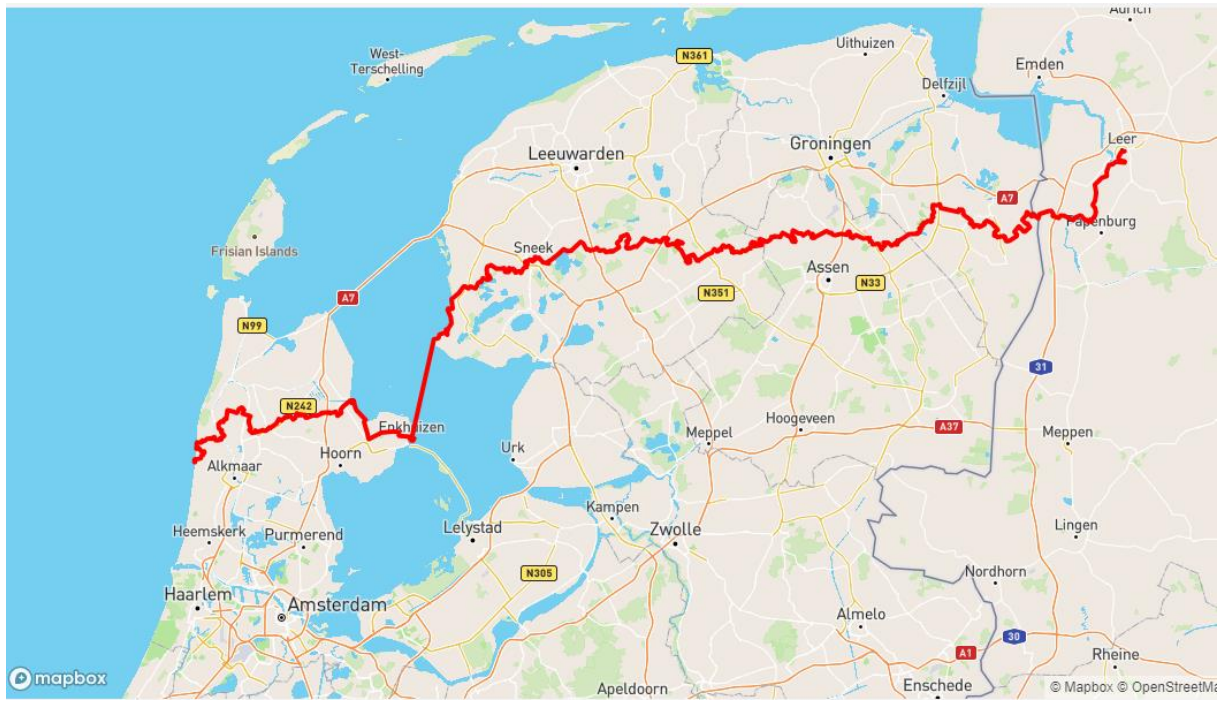 Aurich
West-
Terschelling
N361
Uithuizen
Emden
Delfzijl
Leer
Groningen
Leeuwarden
A7
Papenburg
Frisian Islands
Sneek
Assen
N33
A7
N351
N99
31
N242
Enkhuizen
Hoogeveen
A37
Meppel
Meppen
Urk
Hoorn
Alkmaar
Kampen
Lingen
Heemskerk
Purmerend
Lelystad
Zwolle
N305
Nordhorn
Haarlem
Amsterdam
Almelo
30
A1
Rheine
mapbox
Apeldoorn
Enschede
© Mapbox © OpenStreetMa